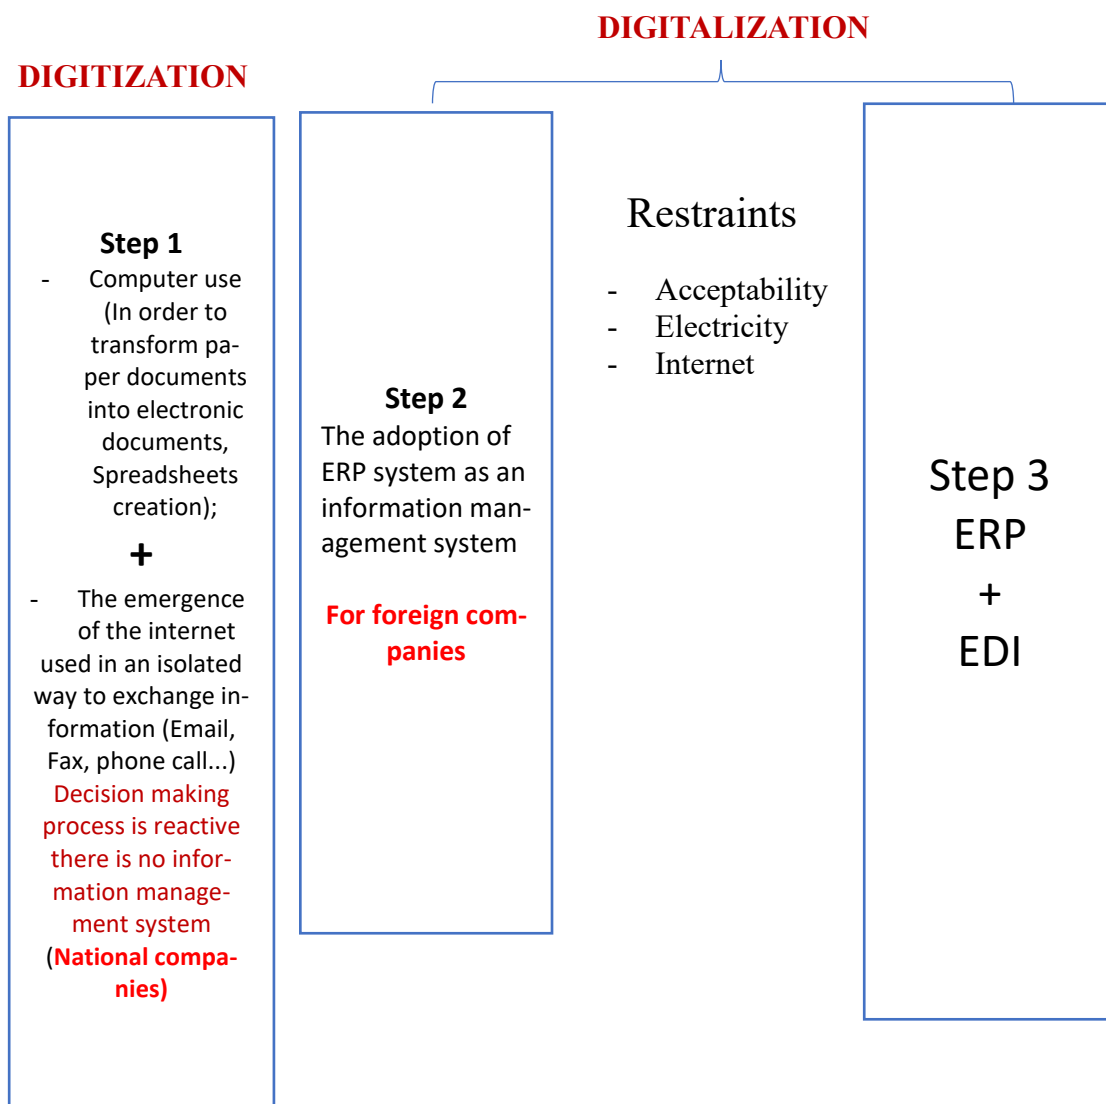 DIGITALIZATION
DIGITIZATION
Step 1
- Computer use
(In order to
transform pa-
per documents
into electronic
documents,
Spreadsheets
creation);
+
- The emergence
of the internet
used in an isolated
way to exchange in-
formation (Email,
Fax, phone call...)
Decision making
process is reactive
there is no infor-
mation manage-
ment system
(National compa-
nies)
Step 2
The adoption of
ERP system as an
information man-
agement system
For foreign com-
panies
Restraints
- Acceptability
- Electricity
- Internet
Step 3
ERP
+
EDI